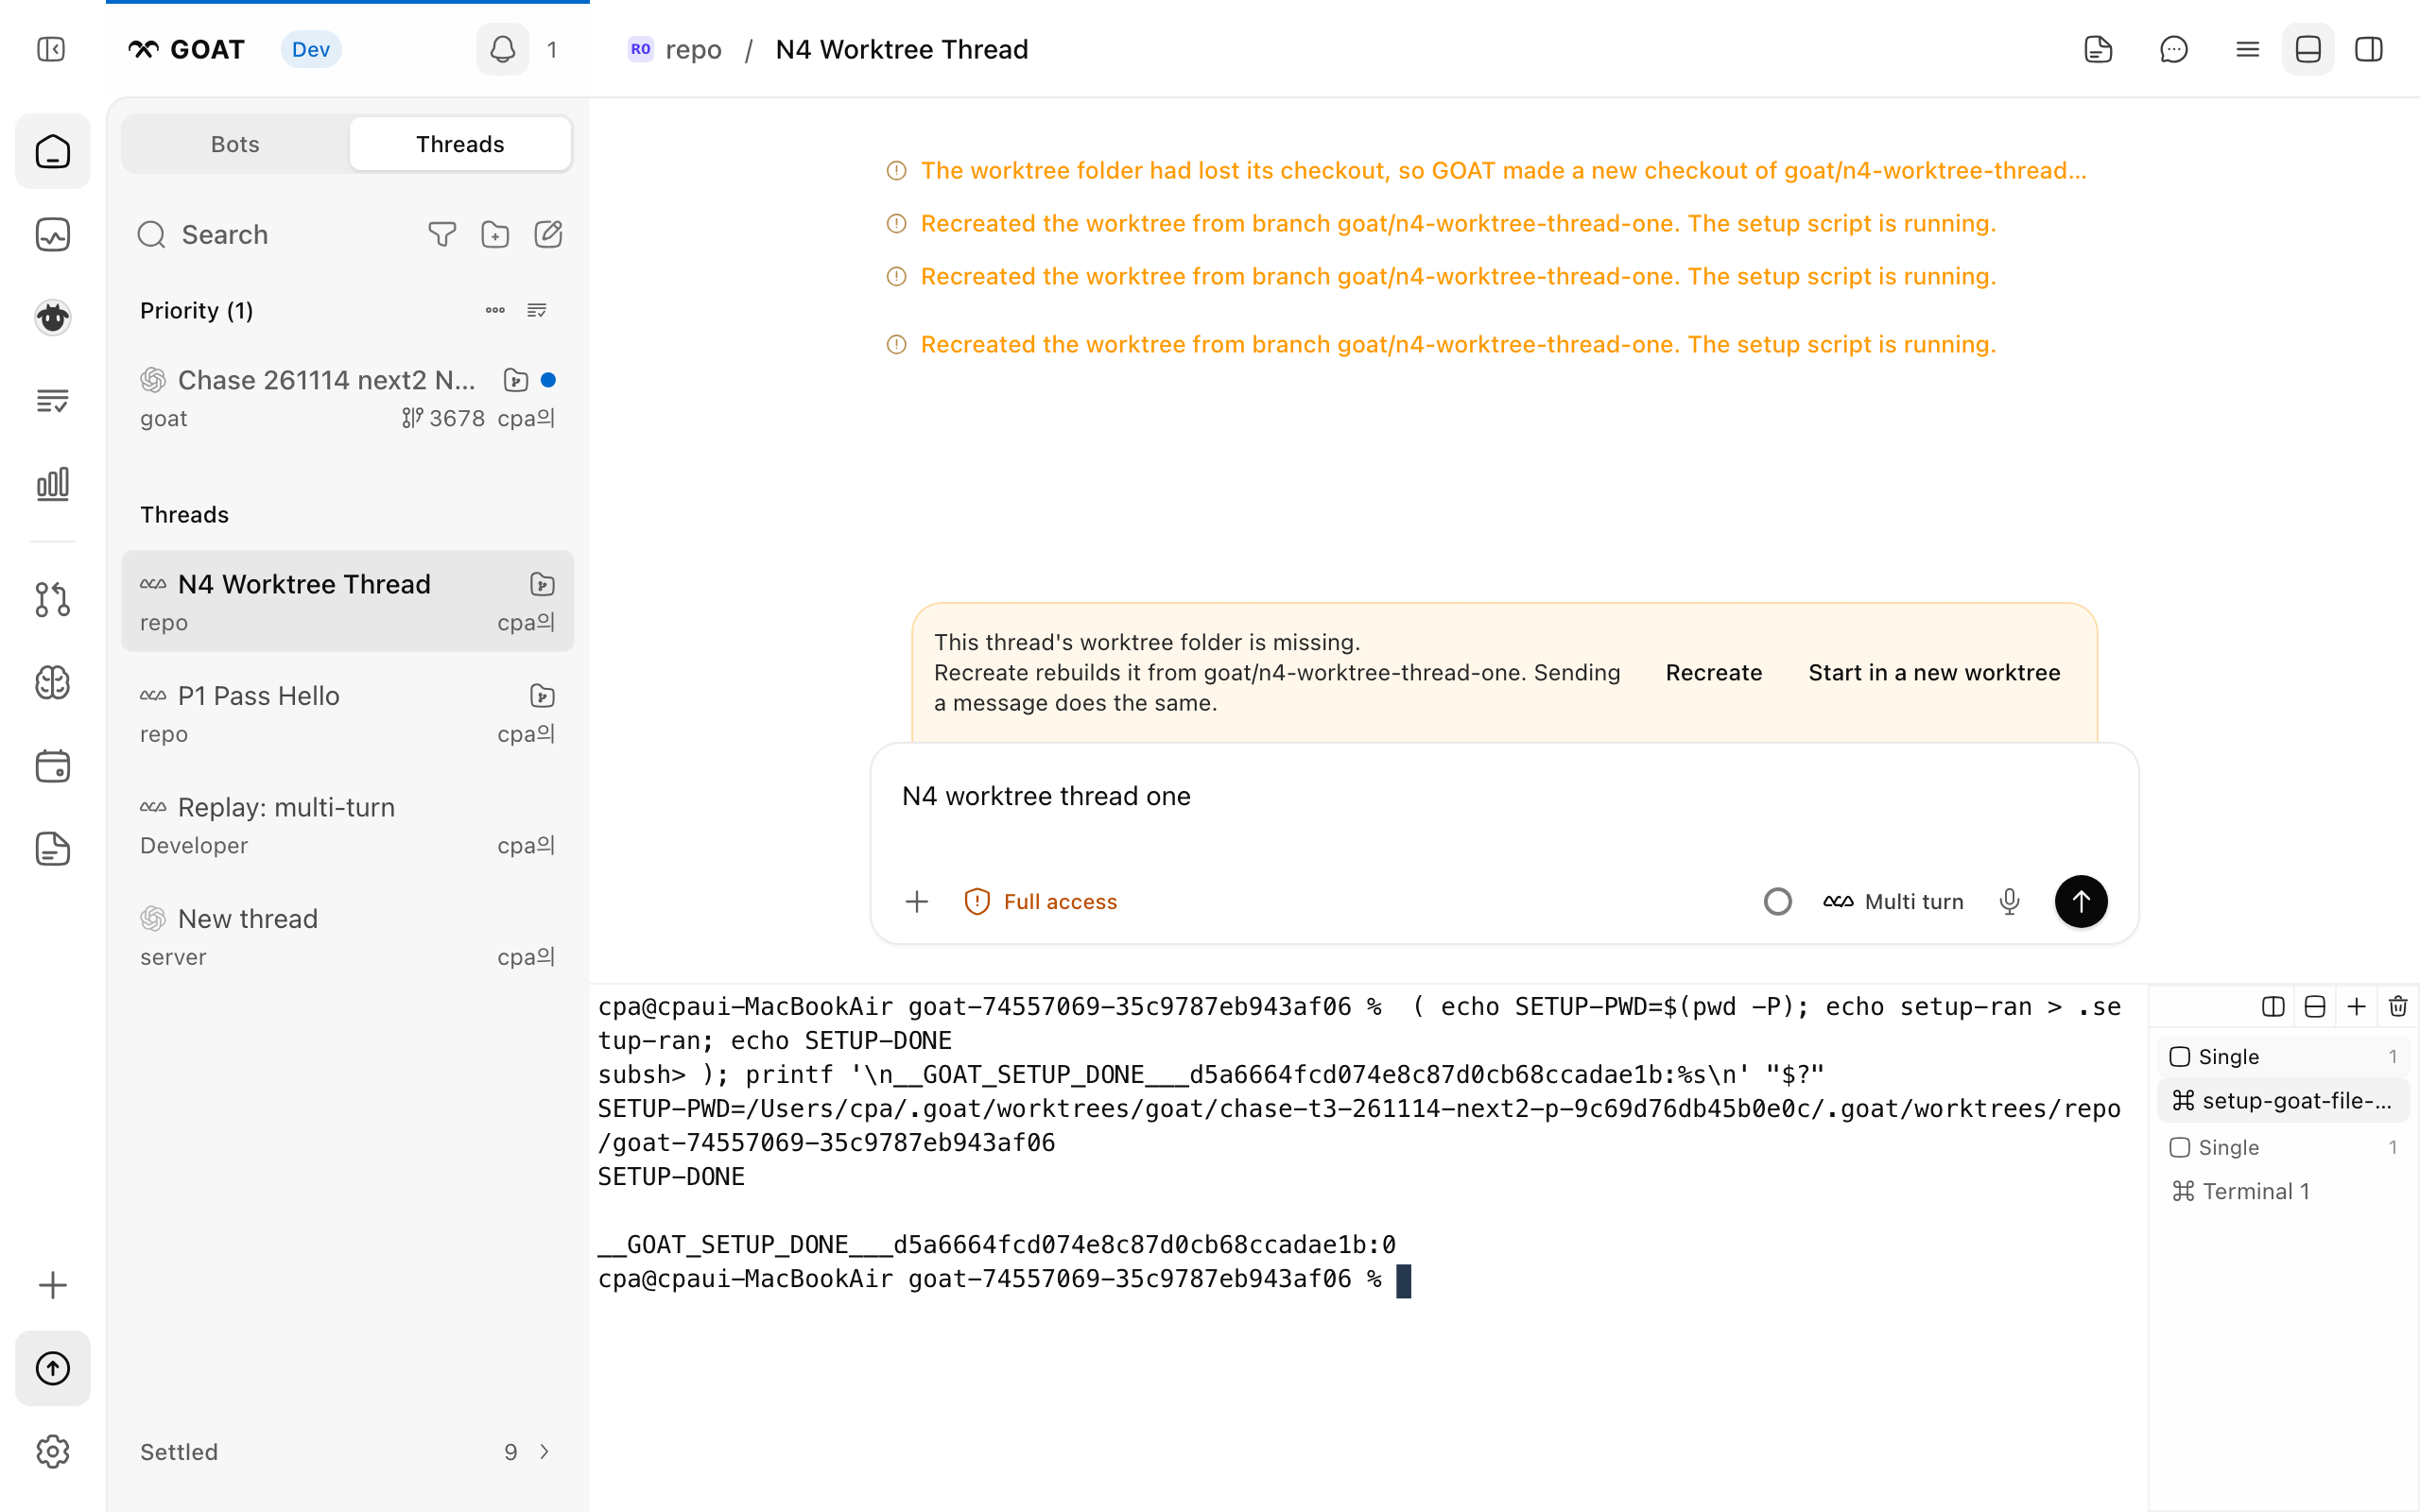 GOAT
Dev
1
RO repo / N4 Worktree Thread
Bots
Threads
Search
Priority (1)
Chase 261114 next2 N...
goat
3678
cpa의
Threads
N4 Worktree Thread
repo
cpa의
P1 Pass Hello
repo
cpa의
Replay: multi-turn
Developer
cpa의
New thread
server
cpa의
Settled
9
The worktree folder had lost its checkout, so GOAT made a new checkout of goat/n4-worktree-thread...
Recreated the worktree from branch goat/n4-worktree-thread-one. The setup script is running.
Recreated the worktree from branch goat/n4-worktree-thread-one. The setup script is running.
Recreated the worktree from branch goat/n4-worktree-thread-one. The setup script is running.
This thread's worktree folder is missing.
Recreate rebuilds it from goat/n4-worktree-thread-one. Sending
a message does the same.
Recreate
Start in a new worktree
N4 worktree thread one
Full access
Multi turn
cpa@cpaui-MacBookAir goat-74557069-35c9787eb943af06 %  ( echo SETUP-PWD=$(pwd -P); echo setup-ran > .se
tup-ran; echo SETUP-DONE
subsh> ); printf '\n__GOAT_SETUP_DONE___d5a6664fcd074e8c87d0cb68ccadae1b:%s\n' "$?"
SETUP-PWD=/Users/cpa/.goat/worktrees/goat/chase-t3-261114-next2-p-9c69d76db45b0e0c/.goat/worktrees/repo
/goat-74557069-35c9787eb943af06
SETUP-DONE
__GOAT_SETUP_DONE___d5a6664fcd074e8c87d0cb68ccadae1b:0
cpa@cpaui-MacBookAir goat-74557069-35c9787eb943af06 %
Single
1
setup-goat-file-...
Single
1
Terminal 1